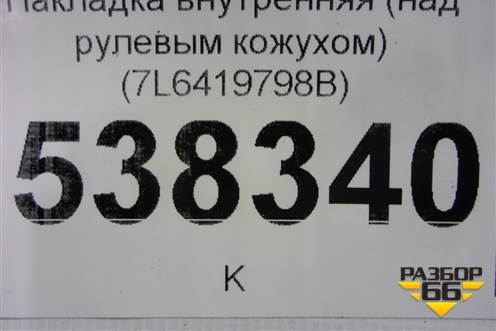 Накладка внутренняя (над
рулевым кожухом)
(7L6419798B)
538340
К
РАЗБОР
66